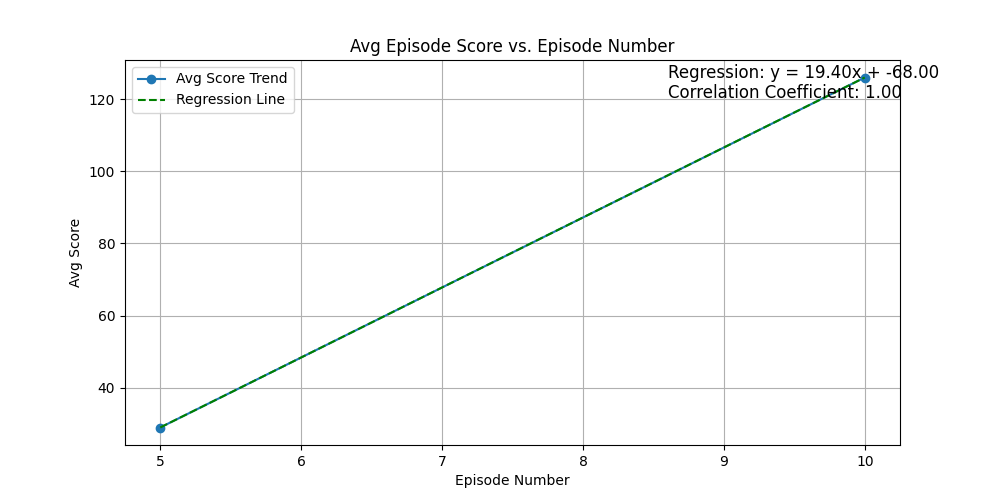 Avg Episode Score vs. Episode Number
Avg Score Trend
Regression Line
Regression: y = 19.40x + -68.00
Correlation Coefficient: 1.00
Avg Score
120
100
80
60
40
5 6 7 8 9 10
Episode Number